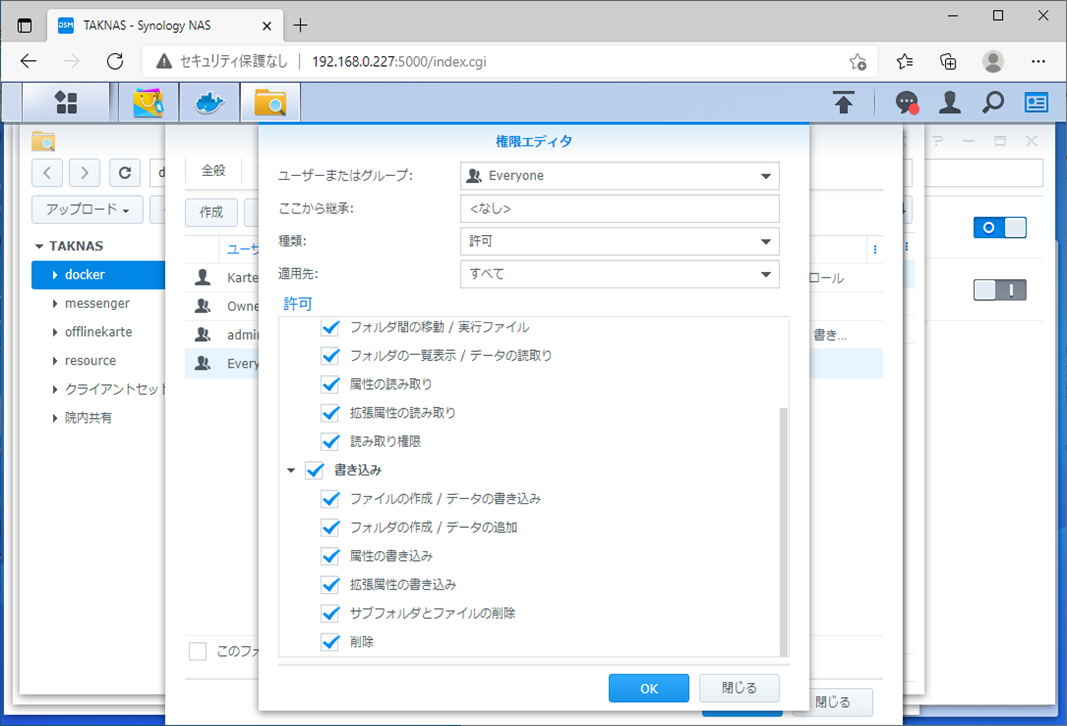 DSM TAKNAS - Synology NAS
セキュリティ保護なし 192.168.0.227:5000/index.cgi
権限エディタ
全般
ユーザーまたはグループ: Everyone
アップロード
作成
ここから継承: <なし>
種類: 許可
TAKNAS
docker
messenger
offlinekarte
resource
クライアントセット
院内共有
適用先: すべて
許可
フォルダ間の移動 / 実行ファイル
フォルダの一覧表示 / データの読取り
属性の読み取り
拡張属性の読み取り
読み取り権限
書き込み
ファイルの作成 / データの書き込み
フォルダの作成 / データの追加
属性の書き込み
拡張属性の書き込み
サブフォルダとファイルの削除
削除
ユーザ
Karte
Owne
admi
Every
ロール
書き...
このフォ
OK 閉じる
閉じる